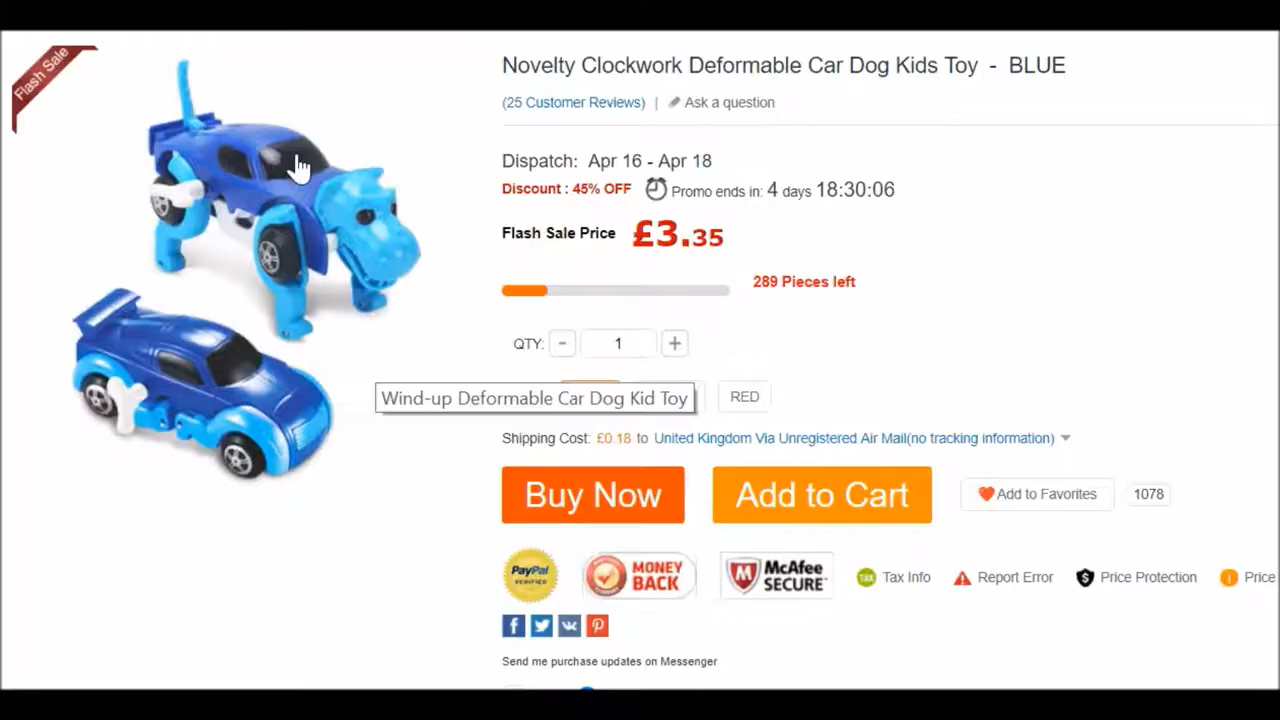 Flash Sale
Novelty Clockwork Deformable Car Dog Kids Toy - BLUE
(25 Customer Reviews) | Ask a question
Dispatch: Apr 16 - Apr 18
Discount : 45% OFF Promo ends in: 4 days 18:30:06
Flash Sale Price £3.35
289 Pieces left
QTY: - 1 +
Wind-up Deformable Car Dog Kid Toy RED
Shipping Cost: £0.18 to United Kingdom Via Unregistered Air Mail(no tracking information)
Buy Now Add to Cart Add to Favorites 1078
PayPal VERIFIED MONEY BACK McAfee SECURE TAX Tax Info Report Error $ Price Protection Price
Send me purchase updates on Messenger